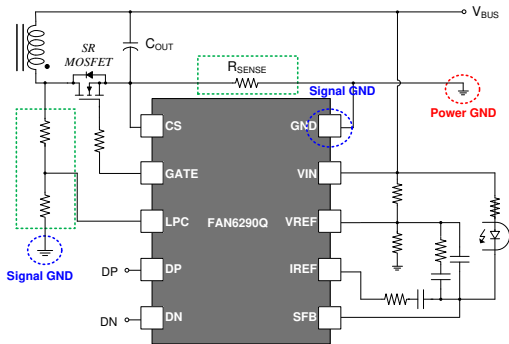 VBUS
SR
MOSFET
COUT
RSENSE
Signal GND
Power GND
CS
GND
GATE
VIN
LPC
FAN6290Q
VREF
Signal GND
DP
DP
IREF
DN
DN
SFB